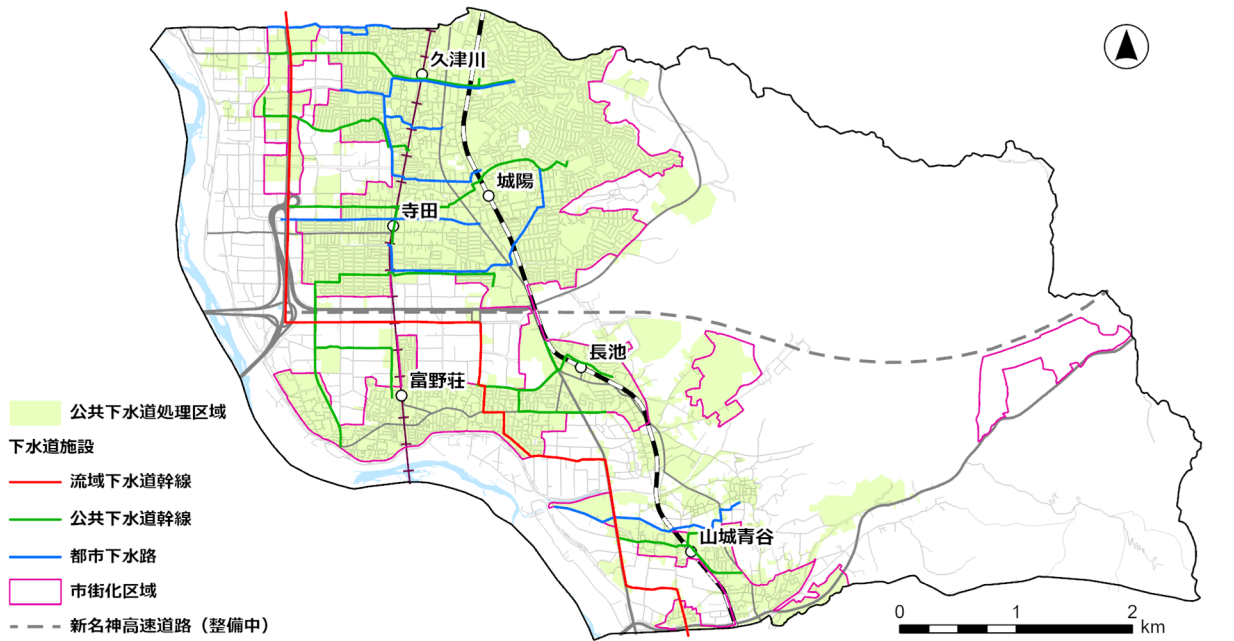 久津川
城陽
寺田
長池
富野荘
山城青谷
公共下水道処理区域
下水道施設
流域下水道幹線
公共下水道幹線
都市下水路
市街化区域
新名神高速道路（整備中）
0 1 2
km